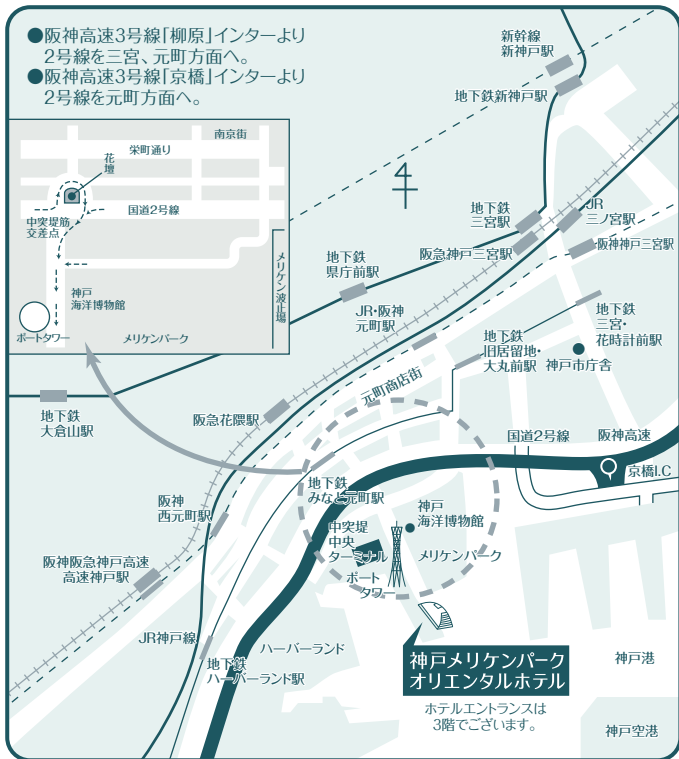 ●阪神高速3号線「柳原」インターより
2号線を三宮、元町方面へ。
●阪神高速3号線「京橋」インターより
2号線を元町方面へ。
南京街
栄町通り
花壇
国道2号線
中突堤筋
交差点
神戸
海洋博物館
ポートタワー
メリケンパーク
メリケン波止場
新幹線
新神戸駅
地下鉄新神戸駅
4
地下鉄
三宮駅
JR
三ノ宮駅
阪急神戸三宮駅
阪神神戸三宮駅
地下鉄
県庁前駅
JR・阪神
元町駅
地下鉄
三宮・
花時計前駅
地下鉄
旧居留地・
大丸前駅
神戸市庁舎
元町商店街
地下鉄
大倉山駅
阪急花隈駅
国道2号線
阪神高速
京橋I.C
地下鉄
みなと元町駅
阪神
西元町駅
神戸
海洋博物館
中突堤
中央
ターミナル
メリケンパーク
ポート
タワー
阪神阪急神戸高速
高速神戸駅
JR神戸線
ハーバーランド
地下鉄
ハーバーランド駅
神戸メリケンパーク
オリエンタルホテル
ホテルエントランスは
3階でございます。
神戸港
神戸空港